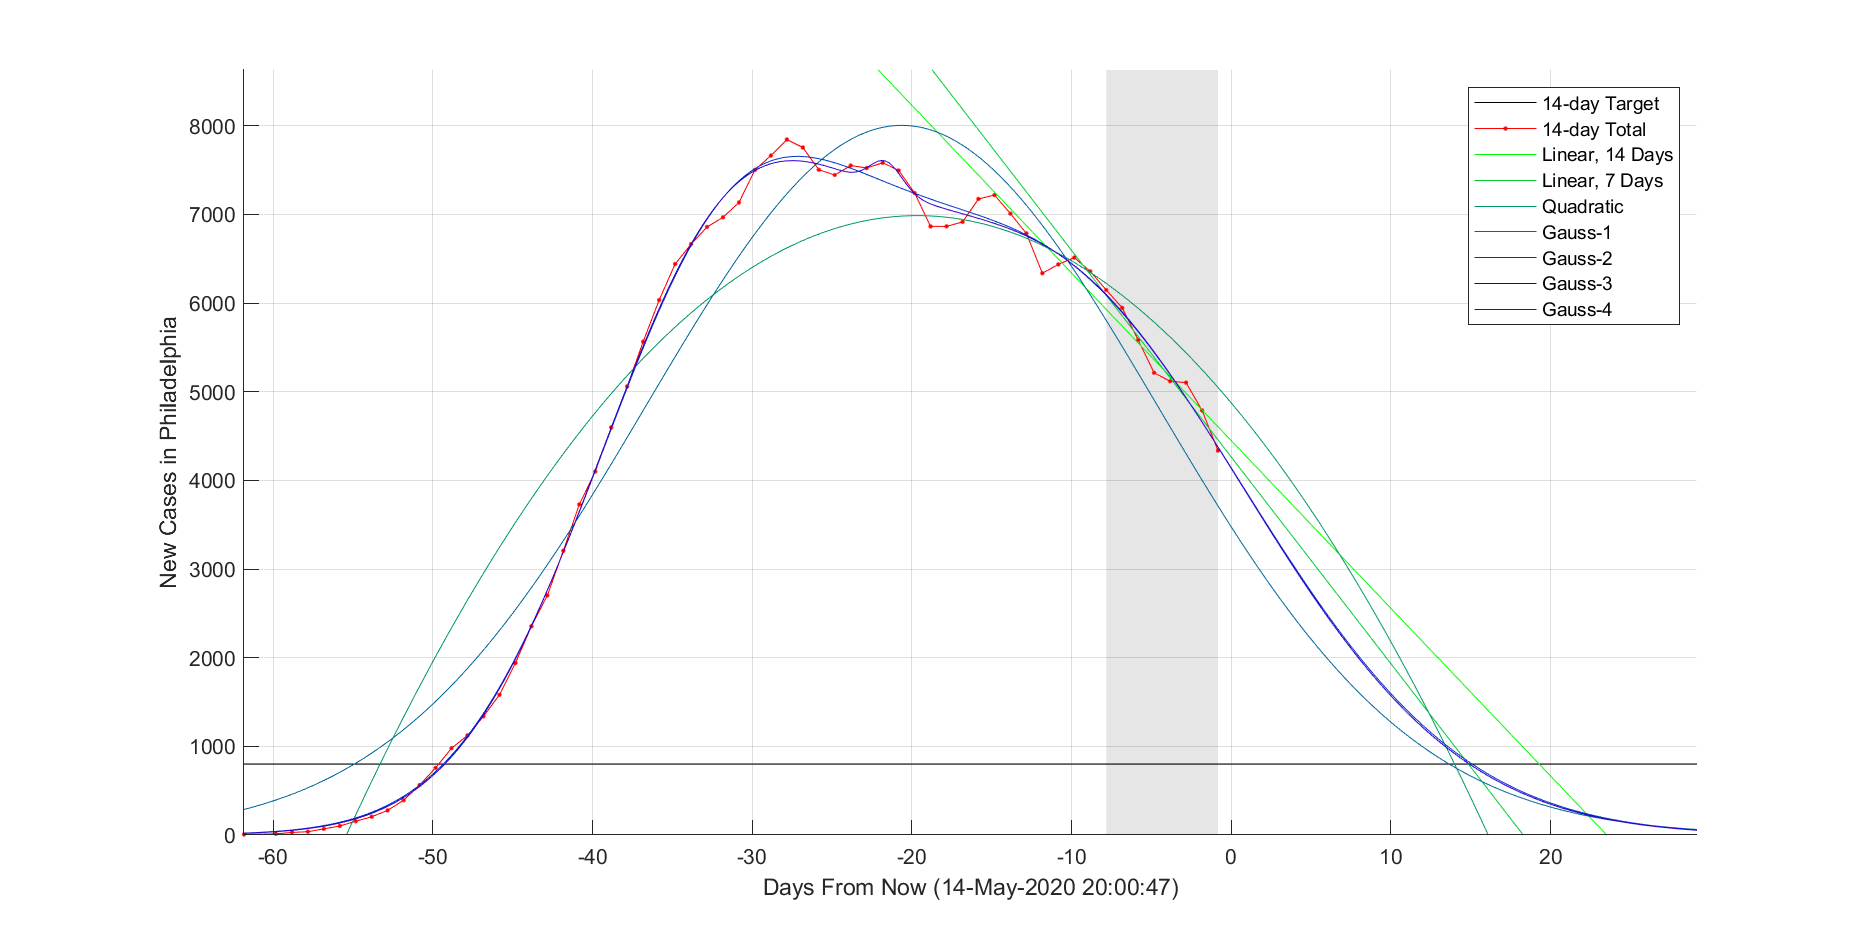 8000
7000
6000
5000
4000
3000
2000
1000
0
New Cases in Philadelphia
-60 -50 -40 -30 -20 -10 0 10 20
Days From Now (14-May-2020 20:00:47)
14-day Target
14-day Total
Linear, 14 Days
Linear, 7 Days
Quadratic
Gauss-1
Gauss-2
Gauss-3
Gauss-4